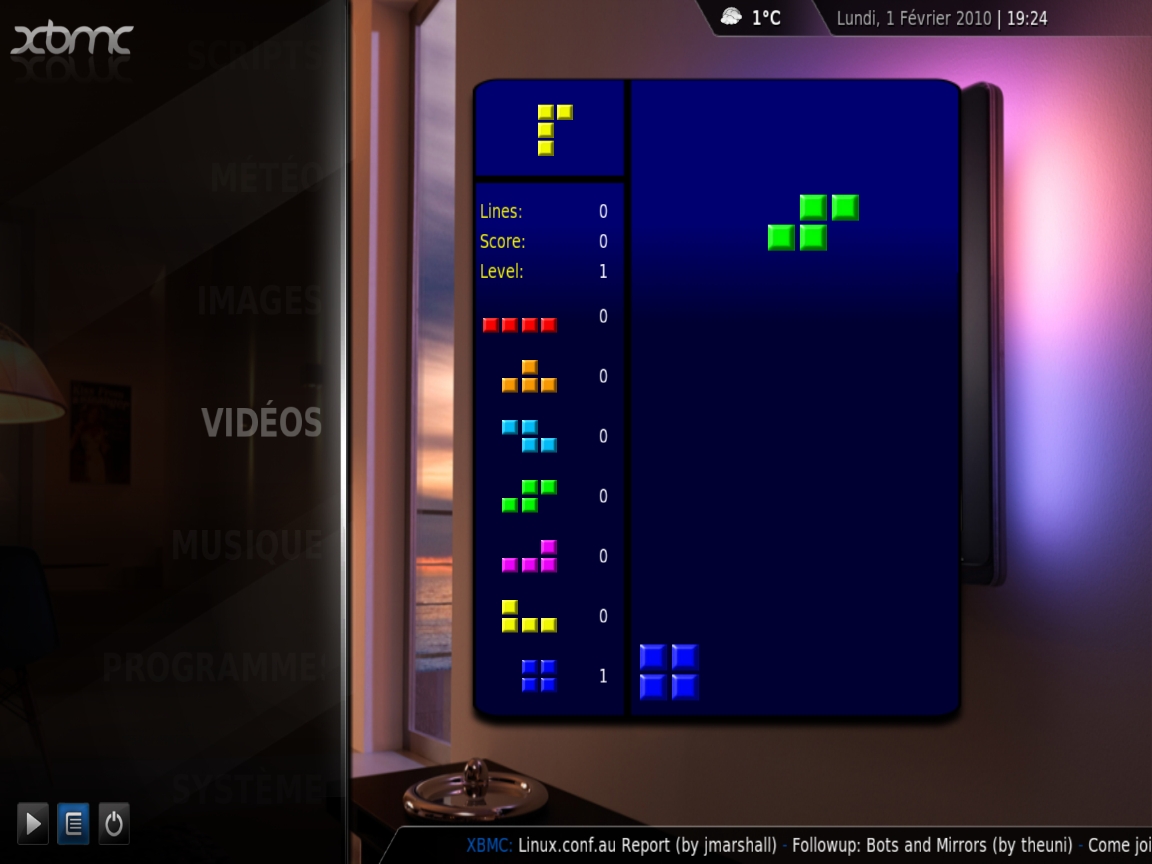 xbmc
1°C
Lundi, 1 Février 2010 | 19:24
SCRIPTS
MÉTÉO
IMAGES
VIDÉOS
MUSIQUE
PROGRAMMES
SYSTÈME
Lines: 0
Score: 0
Level: 1
0
0
0
0
0
0
1
XBMC: Linux.conf.au Report (by jmarshall) - Followup: Bots and Mirrors (by theuni) - Come joi